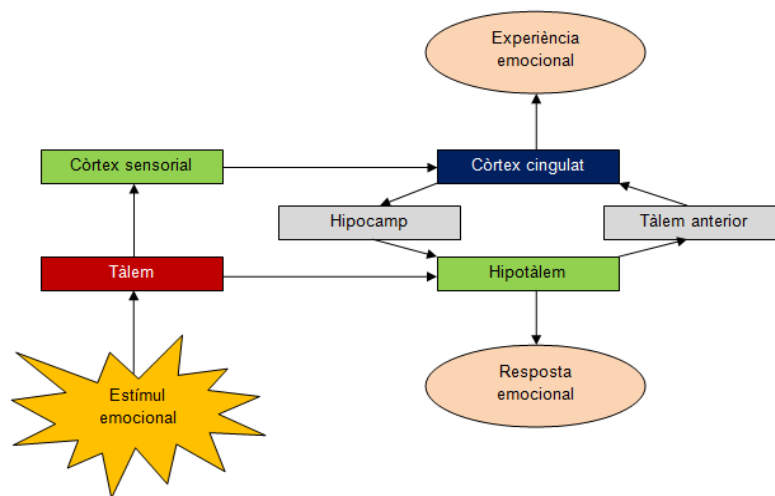 Experiència
emocional
Còrtex sensorial
Còrtex cingulat
Hipocamp
Tàlem anterior
Tàlem
Hipotàlem
Estímul
emocional
Resposta
emocional